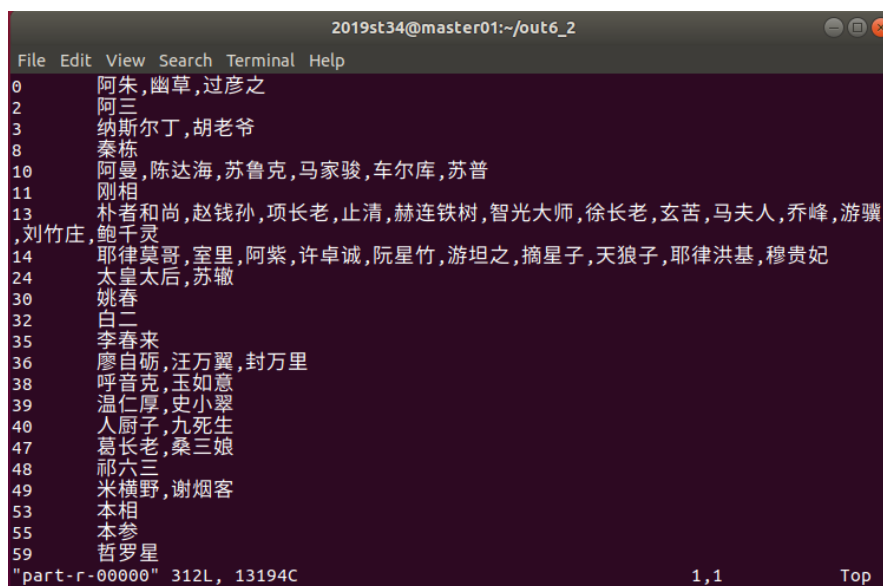 2019st34@master01:~/out6_2
File Edit View Search Terminal Help
0 阿朱,幽草,过彦之
2 阿三
3 纳斯尔丁,胡老爷
8 秦栋
10 阿曼,陈达海,苏鲁克,马家骏,车尔库,苏普
11 刚相
13 朴者和尚,赵钱孙,项长老,止清,赫连铁树,智光大师,徐长老,玄苦,马夫人,乔峰,游骥
,刘竹庄,鲍千灵
14 耶律莫哥,室里,阿紫,许卓诚,阮星竹,游坦之,摘星子,天狼子,耶律洪基,穆贵妃
24 太皇太后,苏辙
30 姚春
32 白二
35 李春来
36 廖自砺,汪万翼,封万里
38 呼音克,玉如意
39 温仁厚,史小翠
40 人厨子,九死生
47 葛长老,桑三娘
48 祁六三
49 米横野,谢烟客
53 本相
55 本参
59 哲罗星
"part-r-00000" 312L, 13194C 1,1 Top